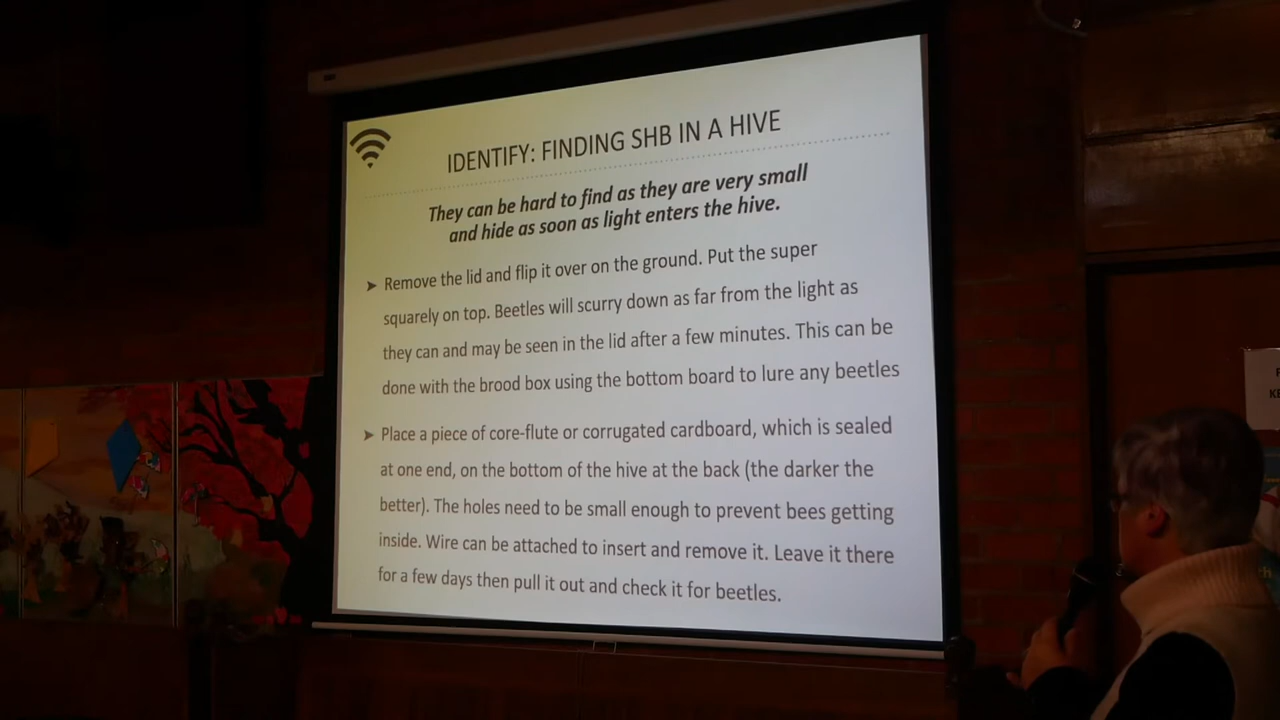 IDENTIFY: FINDING SHB IN A HIVE
They can be hard to find as they are very small
and hide as soon as light enters the hive.
➤ Remove the lid and flip it over on the ground. Put the super
squarely on top. Beetles will scurry down as far from the light as
they can and may be seen in the lid after a few minutes. This can be
done with the brood box using the bottom board to lure any beetles
➤ Place a piece of core-flute or corrugated cardboard, which is sealed
at one end, on the bottom of the hive at the back (the darker the
better). The holes need to be small enough to prevent bees getting
inside. Wire can be attached to insert and remove it. Leave it there
for a few days then pull it out and check it for beetles.